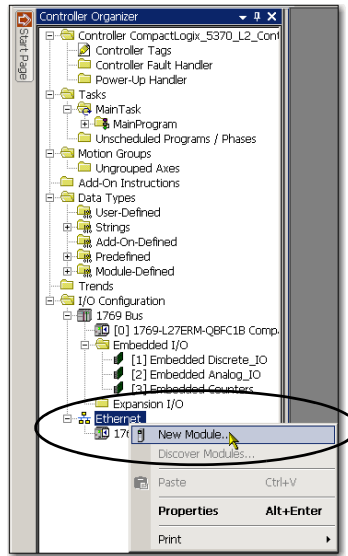 Controller Organizer
Start Page
Controller CompactLogix_5370_L2_Cont
Controller Tags
Controller Fault Handler
Power-Up Handler
Tasks
MainTask
MainProgram
Unscheduled Programs / Phases
Motion Groups
Ungrouped Axes
Add-On Instructions
Data Types
User-Defined
Strings
Add-On-Defined
Predefined
Module-Defined
Trends
I/O Configuration
1769 Bus
[0] 1769-L27ERM-QBFC1B Comp
Embedded I/O
[1] Embedded Discrete_IO
[2] Embedded Analog_IO
[3] Embedded Counters
Expansion I/O
Ethernet
176
New Module...
Discover Modules...
Paste Ctrl+V
Properties Alt+Enter
Print